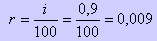 r = i/100 = 0,9/100 = 0,009